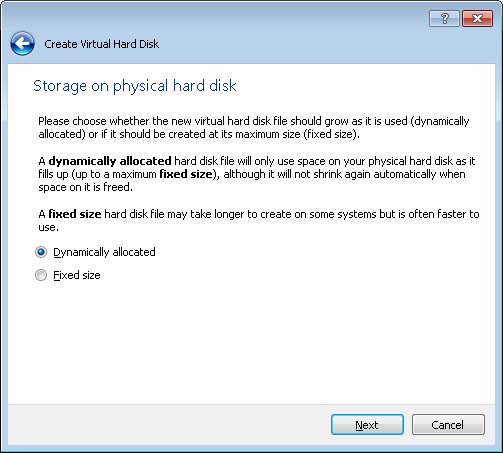 Create Virtual Hard Disk
Storage on physical hard disk
Please choose whether the new virtual hard disk file should grow as it is used (dynamically
allocated) or if it should be created at its maximum size (fixed size).
A dynamically allocated hard disk file will only use space on your physical hard disk as it
fills up (up to a maximum fixed size), although it will not shrink again automatically when
space on it is freed.
A fixed size hard disk file may take longer to create on some systems but is often faster to
use.
Dynamically allocated
Fixed size
Next
Cancel